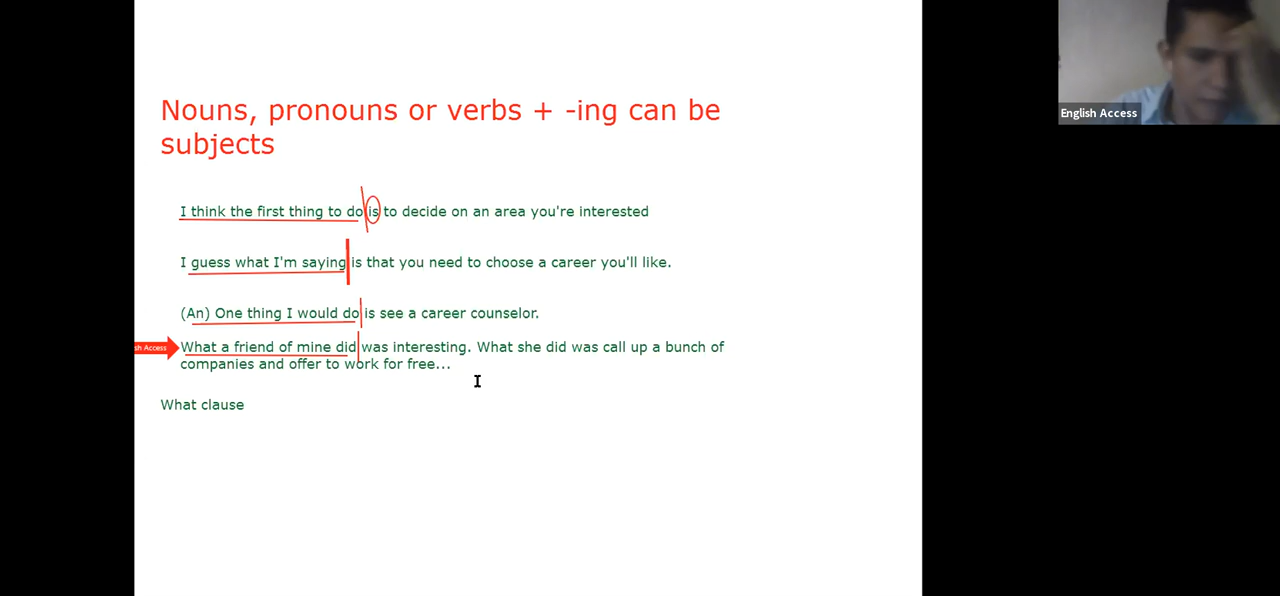 Nouns, pronouns or verbs + -ing can be
subjects
I think the first thing to do is to decide on an area you're interested
I guess what I'm saying is that you need to choose a career you'll like.
(An) One thing I would do is see a career counselor.
sh Access
What a friend of mine did was interesting. What she did was call up a bunch of
companies and offer to work for free...
What clause
English Access